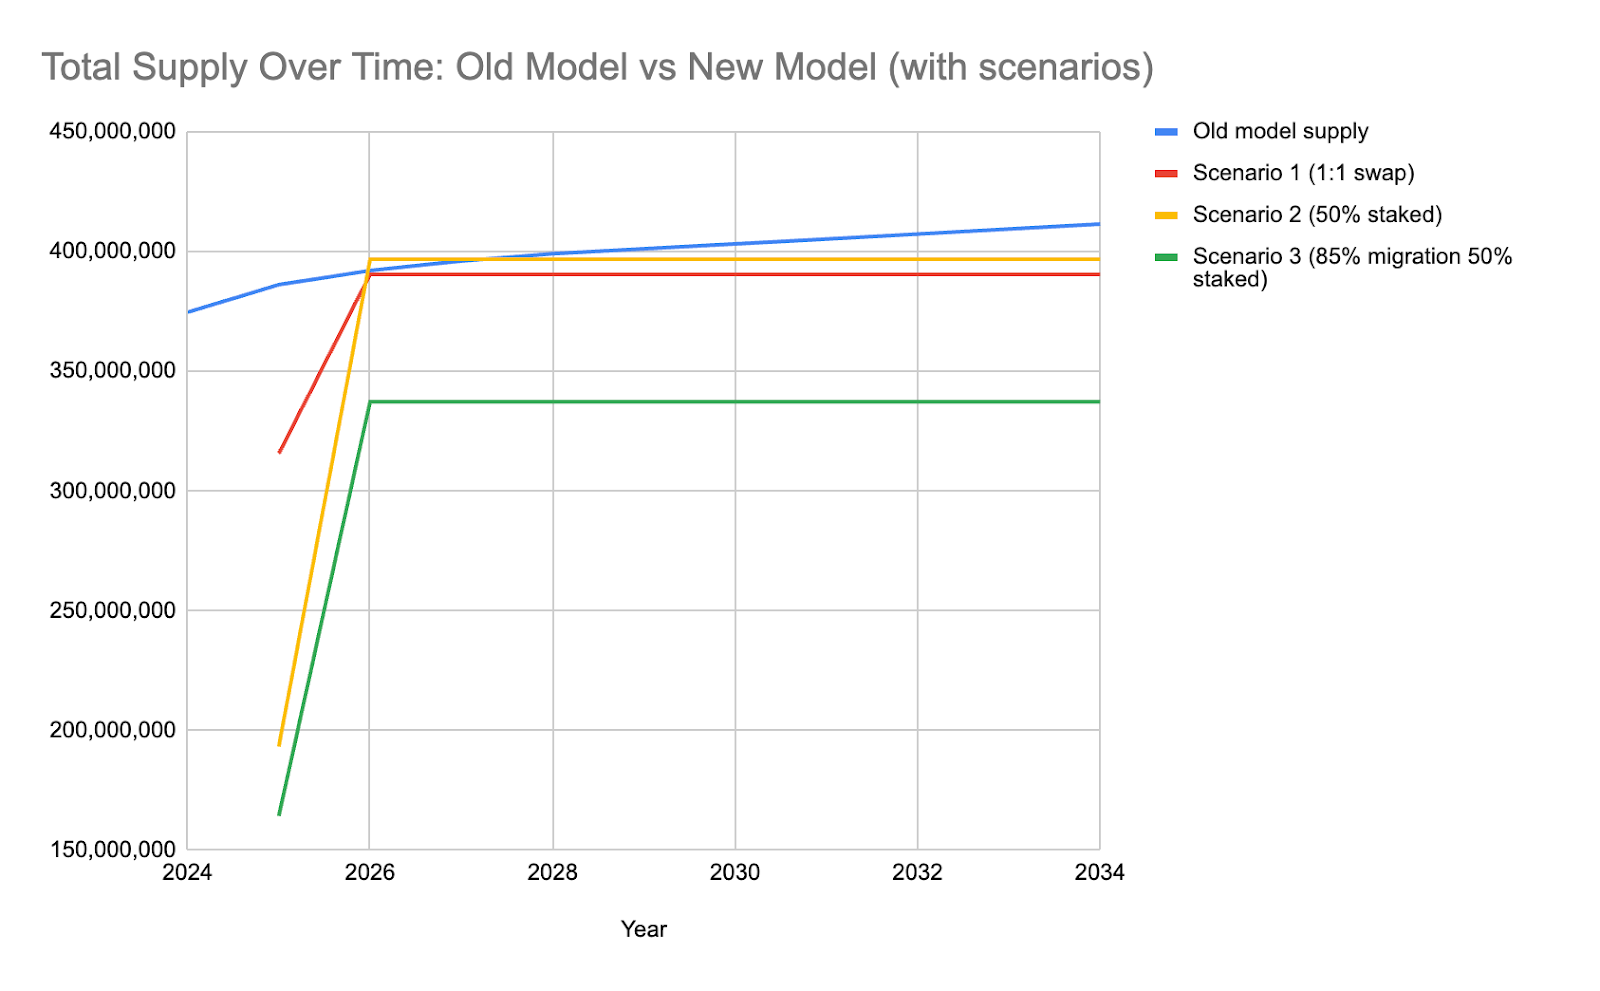 Total Supply Over Time: Old Model vs New Model (with scenarios)
450,000,000
400,000,000
350,000,000
300,000,000
250,000,000
200,000,000
150,000,000
2024
2026
2028
2030
2032
2034
Year
Old model supply
Scenario 1 (1:1 swap)
Scenario 2 (50% staked)
Scenario 3 (85% migration 50%
staked)